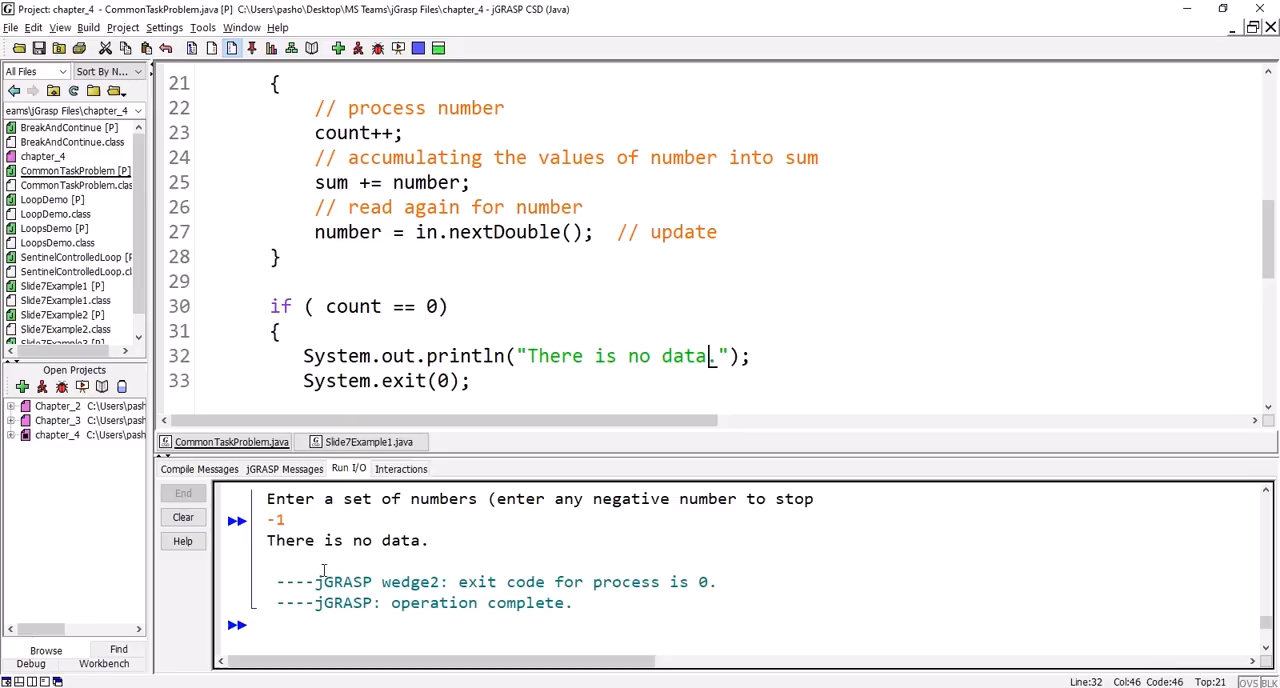 Project: chapter_4 - CommonTaskProblem.java [P]  C:\Users\pasho\Desktop\MS Teams\jGrasp Files\chapter_4 - jGRASP CSD (Java)
File Edit View Build Project Settings Tools Window Help
All Files Sort By N...
eams\jGrasp Files\chapter_4
BreakAndContinue [P]
BreakAndContinue.class
chapter_4
CommonTaskProblem [P]
CommonTaskProblem.clas
LoopDemo [P]
LoopDemo.class
LoopsDemo [P]
LoopsDemo.class
SentinelControlledLoop [P
SentinelControlledLoop.cl
Slide7Example1 [P]
Slide7Example1.class
Slide7Example2 [P]
Slide7Example2.class
Slide7Example3 [P]
Open Projects
Chapter_2 C:\Users\pash
Chapter_3 C:\Users\pash
chapter_4 C:\Users\pash
Browse Find
Debug Workbench
21 {
22 // process number
23 count++;
24 // accumulating the values of number into sum
25 sum += number;
26 // read again for number
27 number = in.nextDouble();  // update
28 }
29
30 if ( count == 0)
31 {
32 System.out.println("There is no data.");
33 System.exit(0);
CommonTaskProblem.java Slide7Example1.java
Compile Messages jGRASP Messages Run I/O Interactions
End
Clear
Help
Enter a set of numbers (enter any negative number to stop
-1
There is no data.
----jGRASP wedge2: exit code for process is 0.
----jGRASP: operation complete.
Line:32 Col:46 Code:46 Top:21 OVS BLK